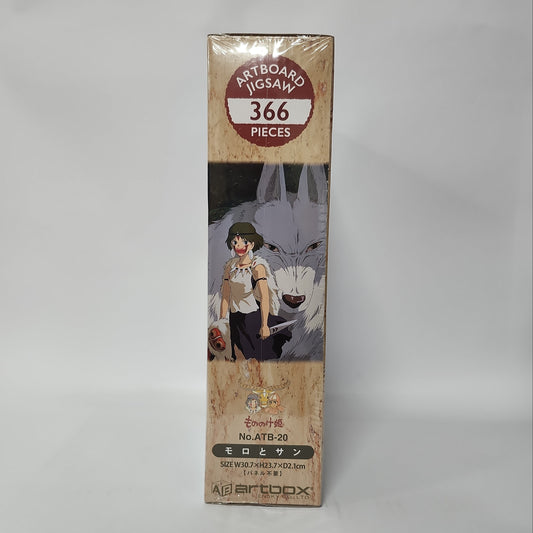 ARTBOARD
JIGSAW
366
PIECES
もののけ姫
No.ATB-20
モロとサン
SIZE W30.7×H23.7×D2.1cm
【パネル不要】
artbox